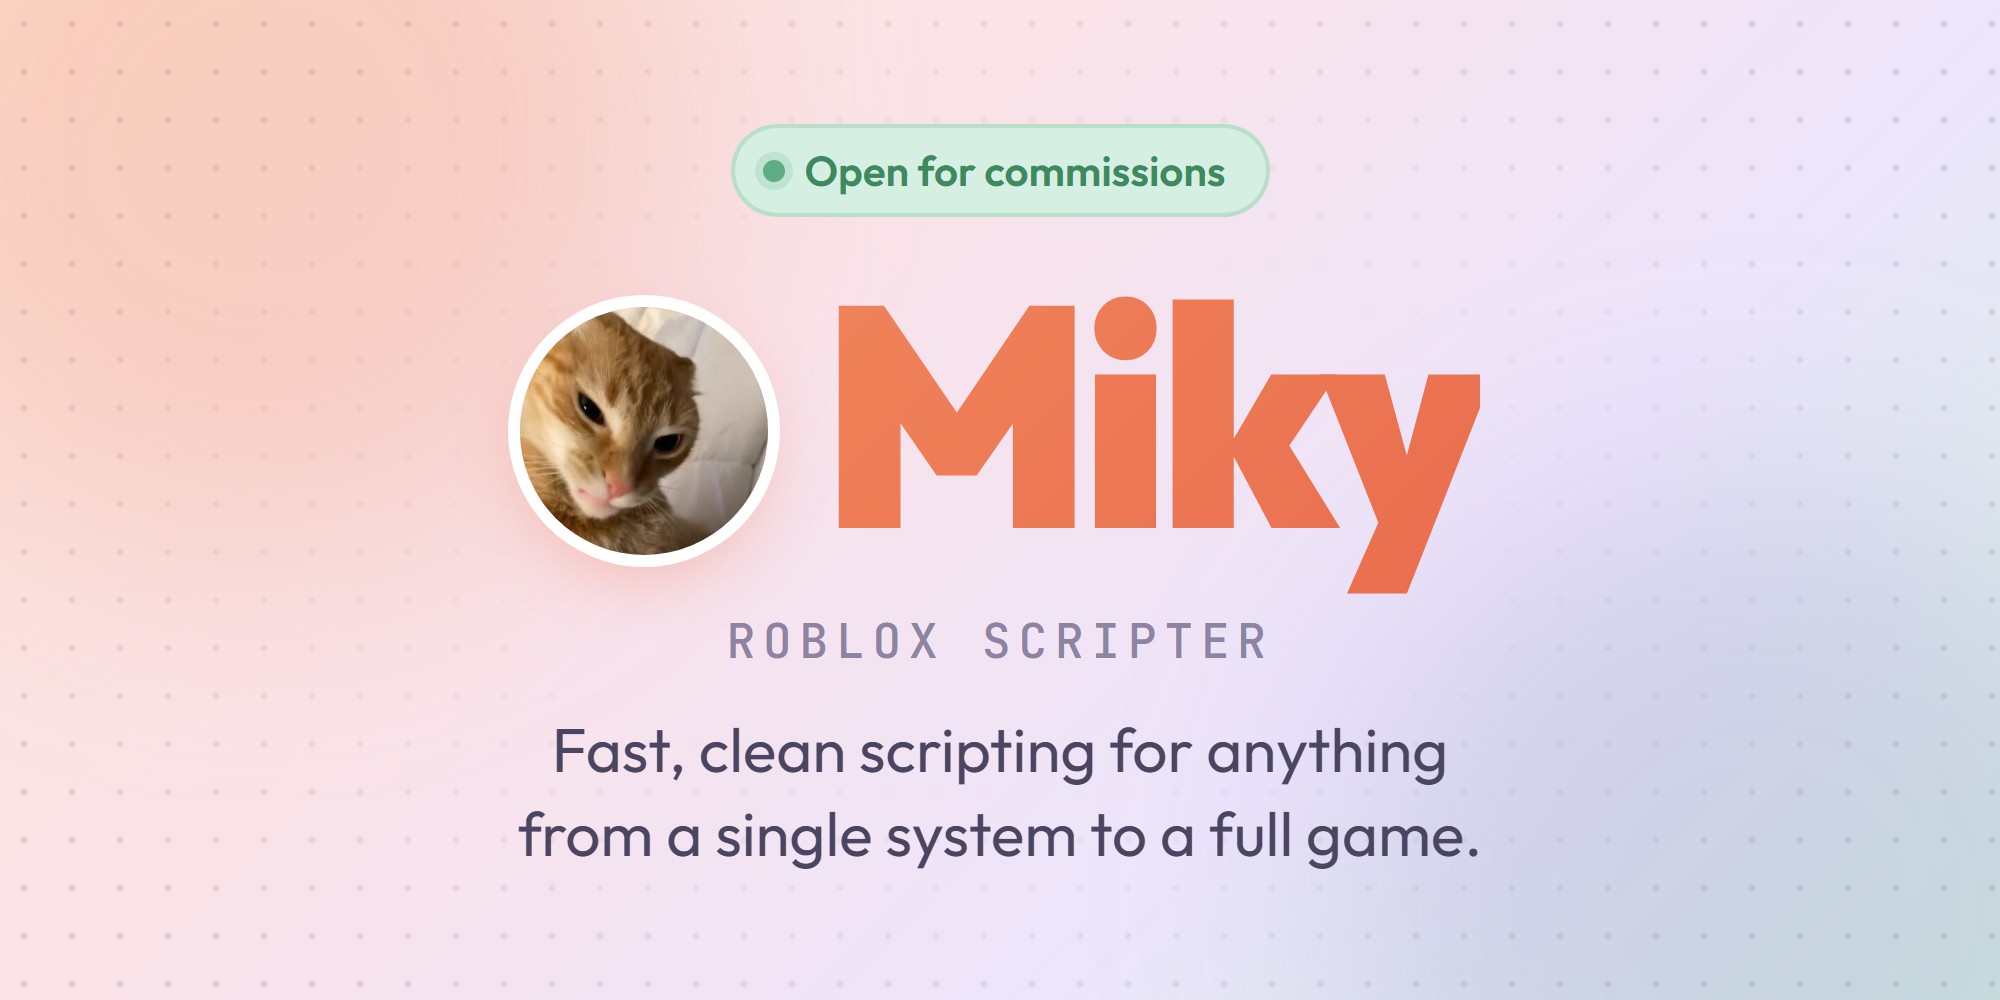 Open for commissions
Miky
ROBLOX SCRIPTER
Fast, clean scripting for anything
from a single system to a full game.